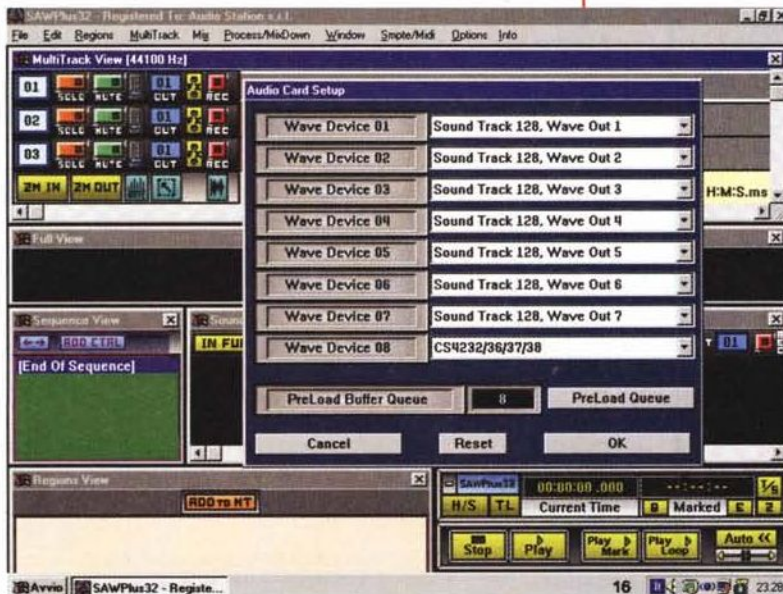 SAWPlus32 - Registered To: Audio Station s.r.l.
File Edit Regions MultiTrack Mix Process/MixDown Window Smpte/Midi Options Info
MultiTrack View [44100 Hz]
01 SOLO MUTE 01 OUT REC
02 SOLO MUTE 01 OUT REC
03 SOLO MUTE 01 OUT REC
ZM IN ZM OUT
H:M:S.ms
Audio Card Setup
Wave Device 01 Sound Track 128, Wave Out 1
Wave Device 02 Sound Track 128, Wave Out 2
Wave Device 03 Sound Track 128, Wave Out 3
Wave Device 04 Sound Track 128, Wave Out 4
Wave Device 05 Sound Track 128, Wave Out 5
Wave Device 06 Sound Track 128, Wave Out 6
Wave Device 07 Sound Track 128, Wave Out 7
Wave Device 08 CS4232/36/37/38
PreLoad Buffer Queue 8 PreLoad Queue
Cancel Reset OK
Full View
Sequence View
ADD CTRL
[End Of Sequence]
Soun
IN FU
T 01
Regions View
ADD TO MT
SAWPlus32 00:00:00.000 --:--:--
H/S TL Current Time B Marked E Z
Stop Play Play Mark Play Loop Auto <<
Avvio SAWPlus32 - Registe... 16 23.28